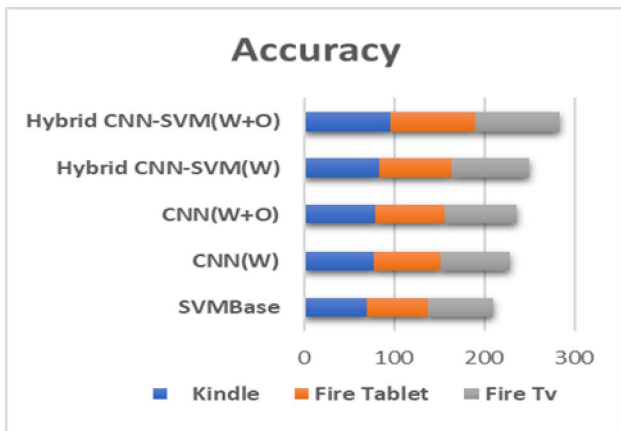 Accuracy
Hybrid CNN-SVM(W+O)
Hybrid CNN-SVM(W)
CNN(W+O)
CNN(W)
SVMBase
0 100 200 300
Kindle Fire Tablet Fire Tv